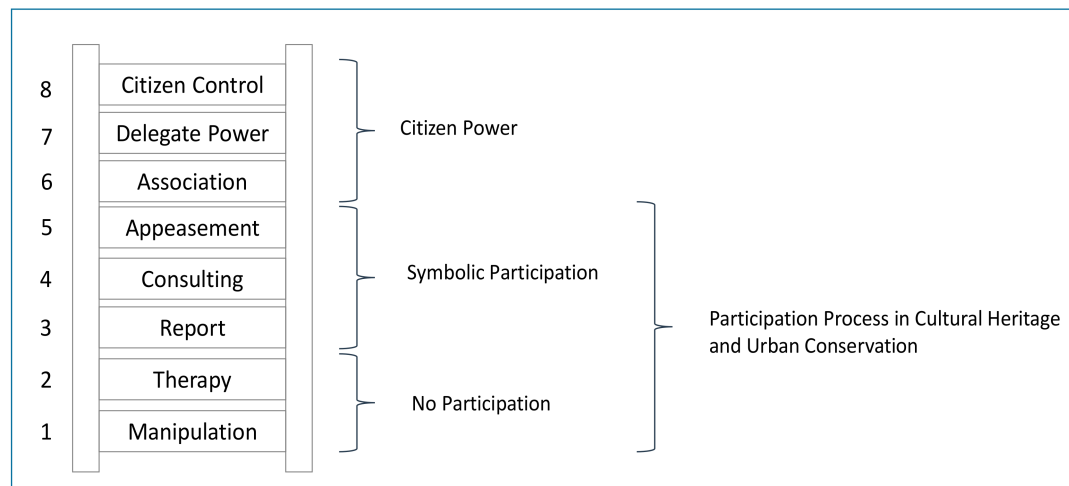 8 Citizen Control
7 Delegate Power
6 Association
5 Appeasement
4 Consulting
3 Report
2 Therapy
1 Manipulation
Citizen Power
Symbolic Participation
No Participation
Participation Process in Cultural Heritage
and Urban Conservation